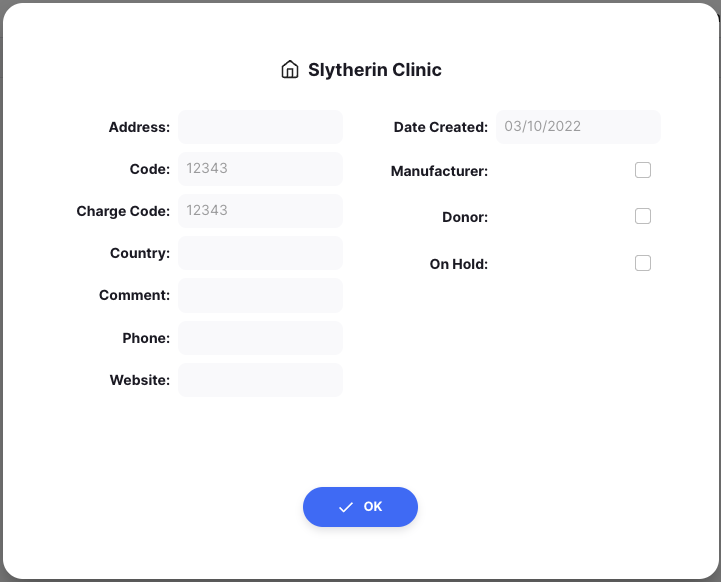 Slytherin Clinic
Address:
Code: 12343
Charge Code: 12343
Country:
Comment:
Phone:
Website:
Date Created: 03/10/2022
Manufacturer:
Donor:
On Hold:
OK